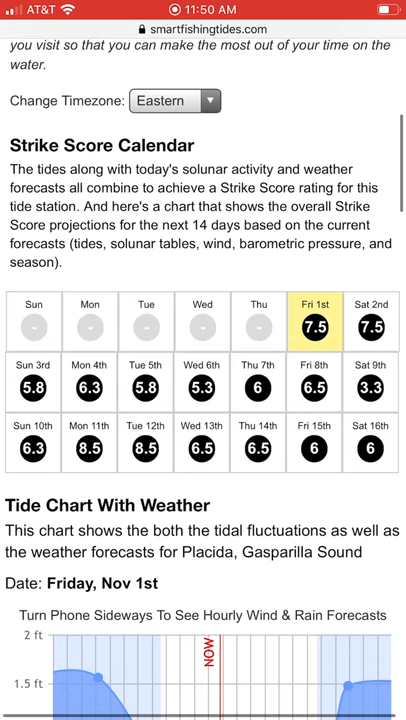 AT&T 11:50 AM
smartfishingtides.com
you visit so that you can make the most out of your time on the
water.
Change Timezone: Eastern
Strike Score Calendar
The tides along with today's solunar activity and weather
forecasts all combine to achieve a Strike Score rating for this
tide station. And here's a chart that shows the overall Strike
Score projections for the next 14 days based on the current
forecasts (tides, solunar tables, wind, barometric pressure, and
season).
Sun Mon Tue Wed Thu Fri 1st Sat 2nd
- - - - - 7.5 7.5
Sun 3rd Mon 4th Tue 5th Wed 6th Thu 7th Fri 8th Sat 9th
5.8 6.3 5.8 5.3 6 6.5 3.3
Sun 10th Mon 11th Tue 12th Wed 13th Thu 14th Fri 15th Sat 16th
6.3 8.5 8.5 6.5 6.5 6 6
Tide Chart With Weather
This chart shows the both the tidal fluctuations as well as
the weather forecasts for Placida, Gasparilla Sound
Date: Friday, Nov 1st
Turn Phone Sideways To See Hourly Wind & Rain Forecasts
2 ft
NOW
1.5 ft